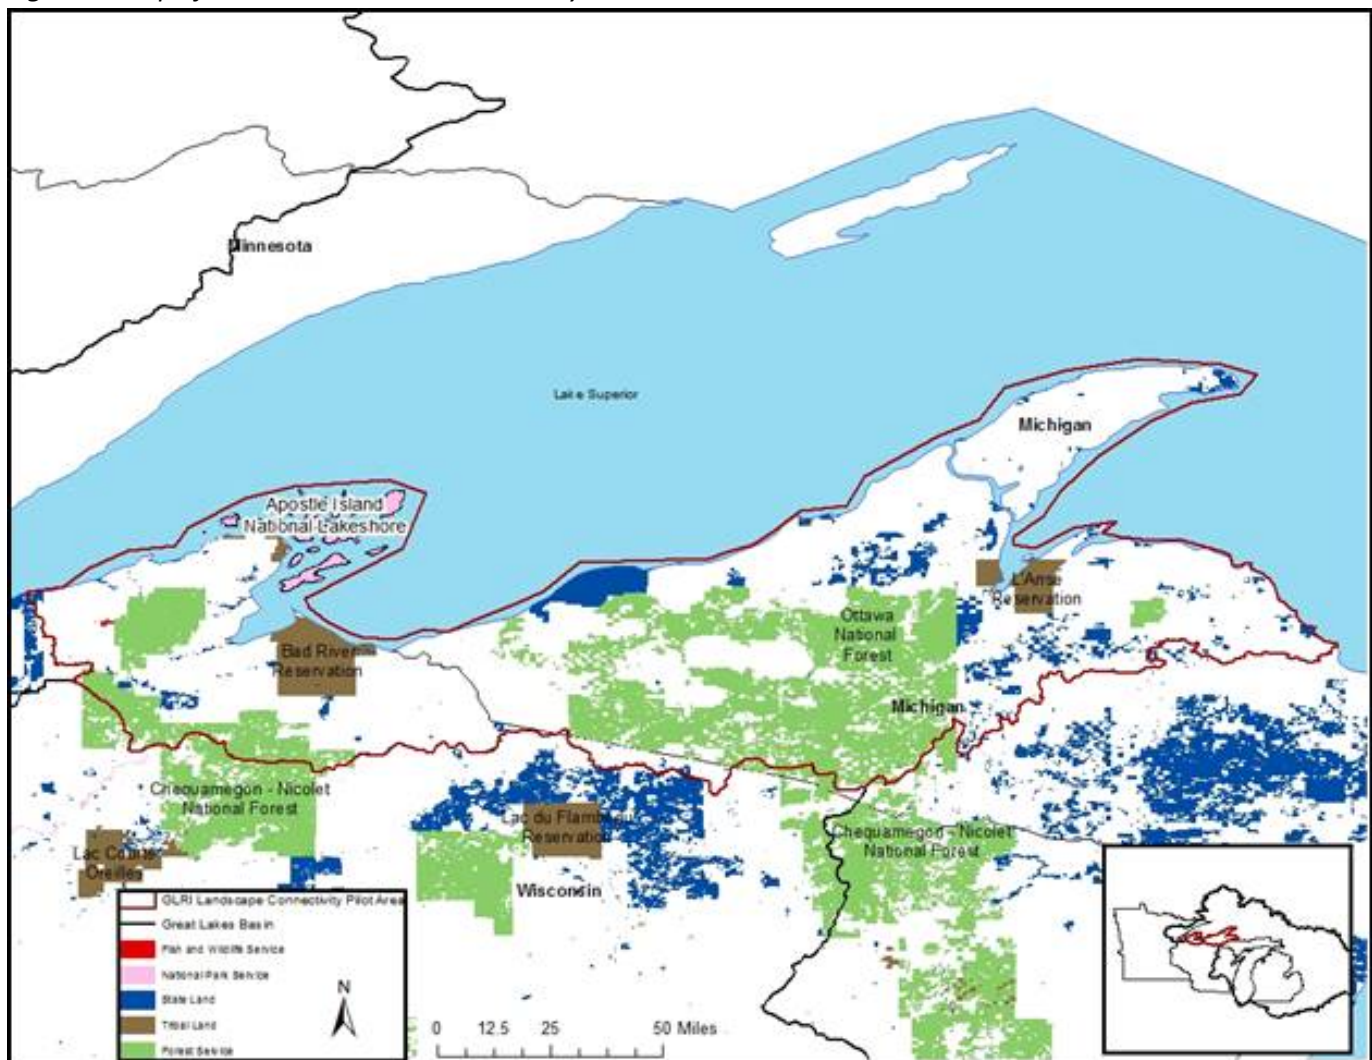 Minnesota
Lake Superior
Michigan
Apostle Island
National Lakeshore
L'Anse
Reservation
Ottawa
National
Forest
Bad River
Reservation
Michigan
Chequamegon - Nicolet
National Forest
Lac du Flambeau
Reservation
Chequamegon - Nicolet
National Forest
Lac Courte
Oreilles
Wisconsin
GLRI Landscape Connectivity Pilot Area
Great Lakes Basin
Fish and Wildlife Service
National Park Service
State Land
Tribal Land
Forest Service
N
0 12.5 25 50 Miles